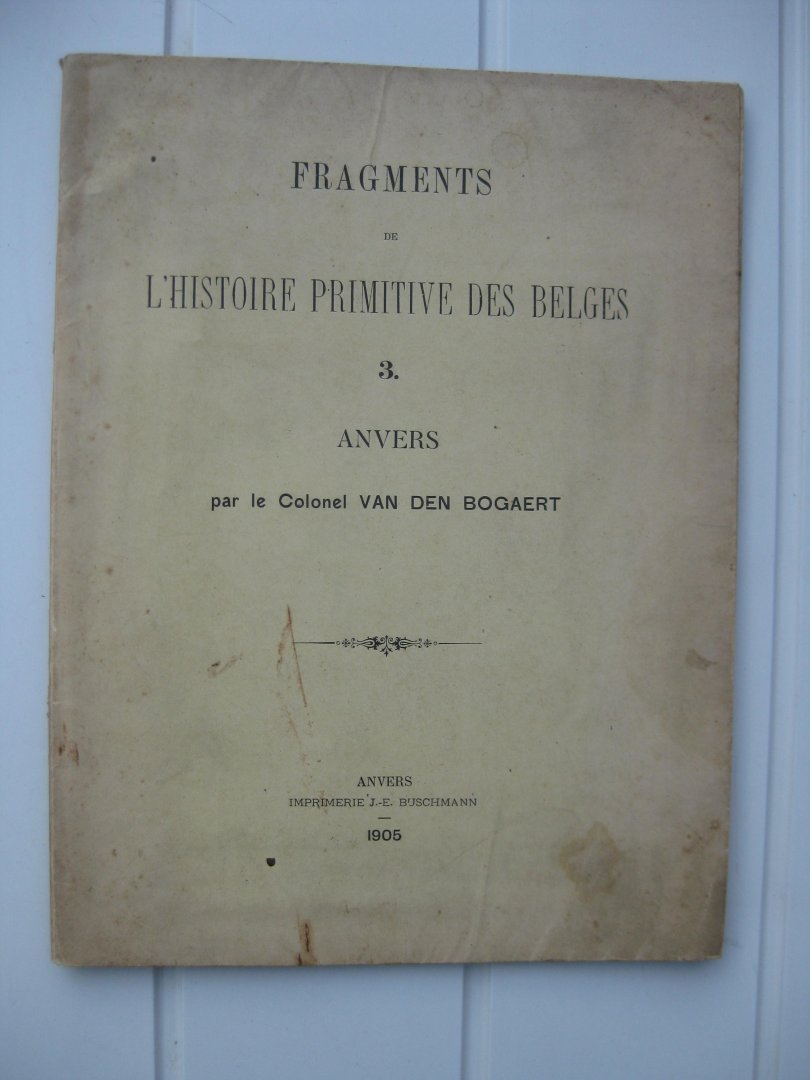 FRAGMENTS
DE
L'HISTOIRE PRIMITIVE DES BELGES
3.
ANVERS
par le Colonel VAN DEN BOGAERT
ANVERS
IMPRIMERIE J.-E. BUSCHMANN
1905